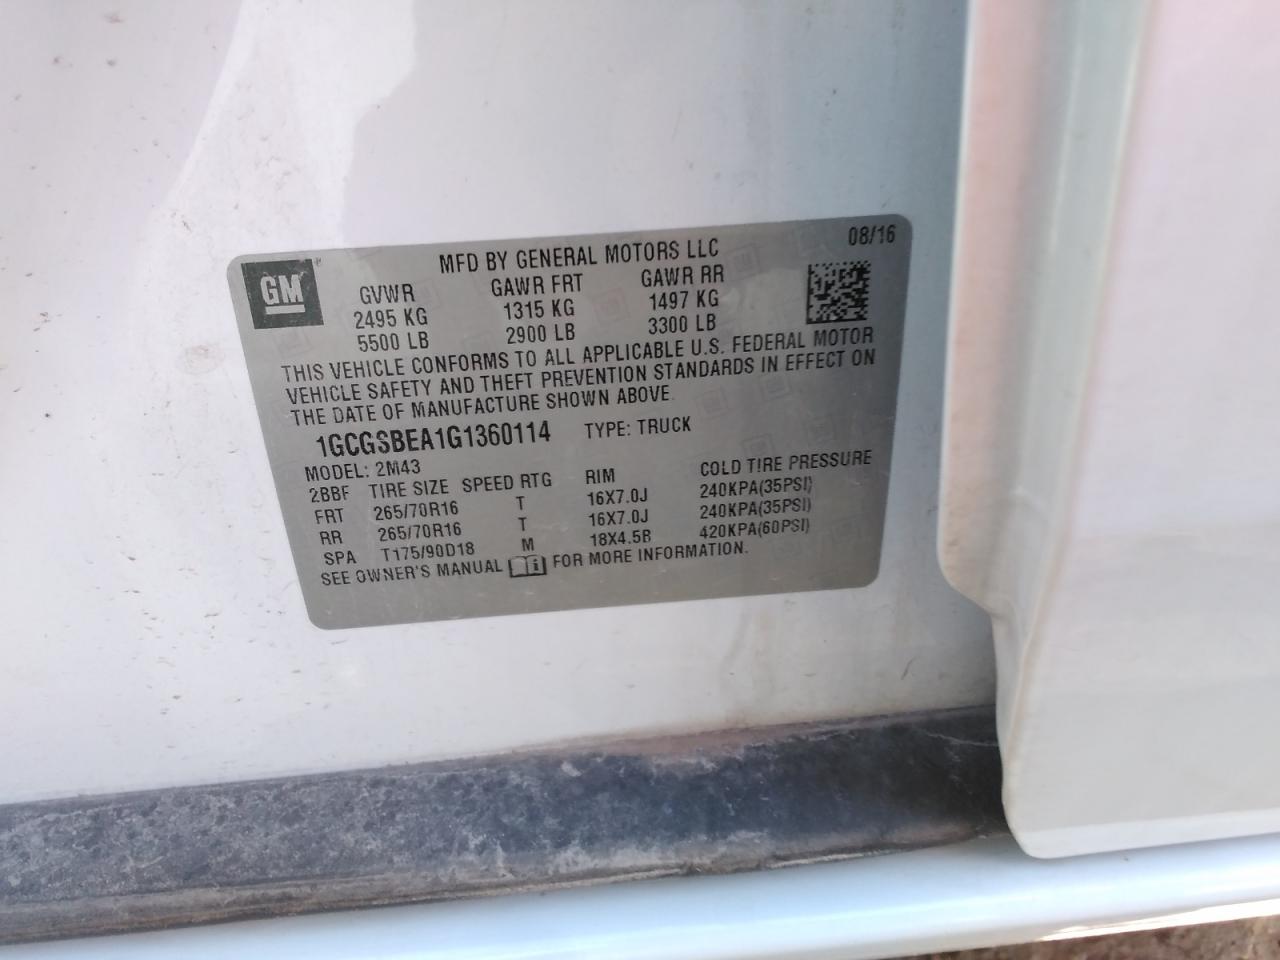 GM
MFD BY GENERAL MOTORS LLC 08/16
GVWR GAWR FRT GAWR RR
2495 KG 1315 KG 1497 KG
5500 LB 2900 LB 3300 LB
THIS VEHICLE CONFORMS TO ALL APPLICABLE U.S. FEDERAL MOTOR
VEHICLE SAFETY AND THEFT PREVENTION STANDARDS IN EFFECT ON
THE DATE OF MANUFACTURE SHOWN ABOVE.
1GCGSBEA1G1360114 TYPE: TRUCK
MODEL: 2M43
2BBF TIRE SIZE SPEED RTG RIM COLD TIRE PRESSURE
FRT 265/70R16 T 16X7.0J 240KPA(35PSI)
RR 265/70R16 T 16X7.0J 240KPA(35PSI)
SPA T175/90D18 M 18X4.5B 420KPA(60PSI)
SEE OWNER'S MANUAL FOR MORE INFORMATION.